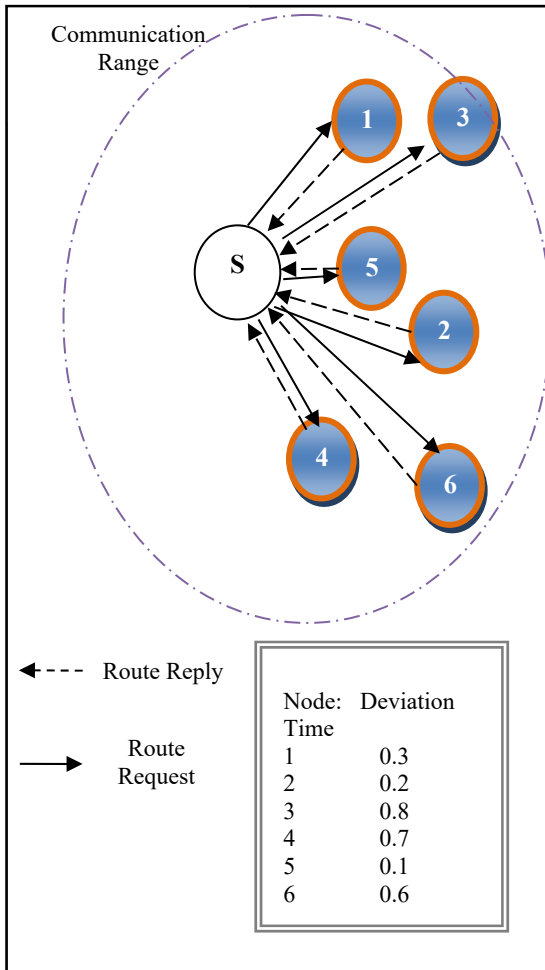 Communication
Range
1
3
S
5
2
4
6
Route Reply
Route
Request
Node: Deviation
Time
1 0.3
2 0.2
3 0.8
4 0.7
5 0.1
6 0.6